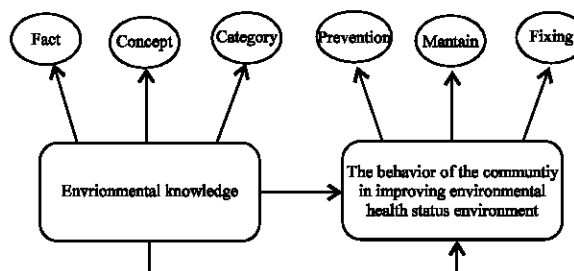 Fact
Concept
Category
Prevention
Mantain
Fixing
Envrionmental knowledge
The behavior of the communtiy
in improving environmental
health status environment